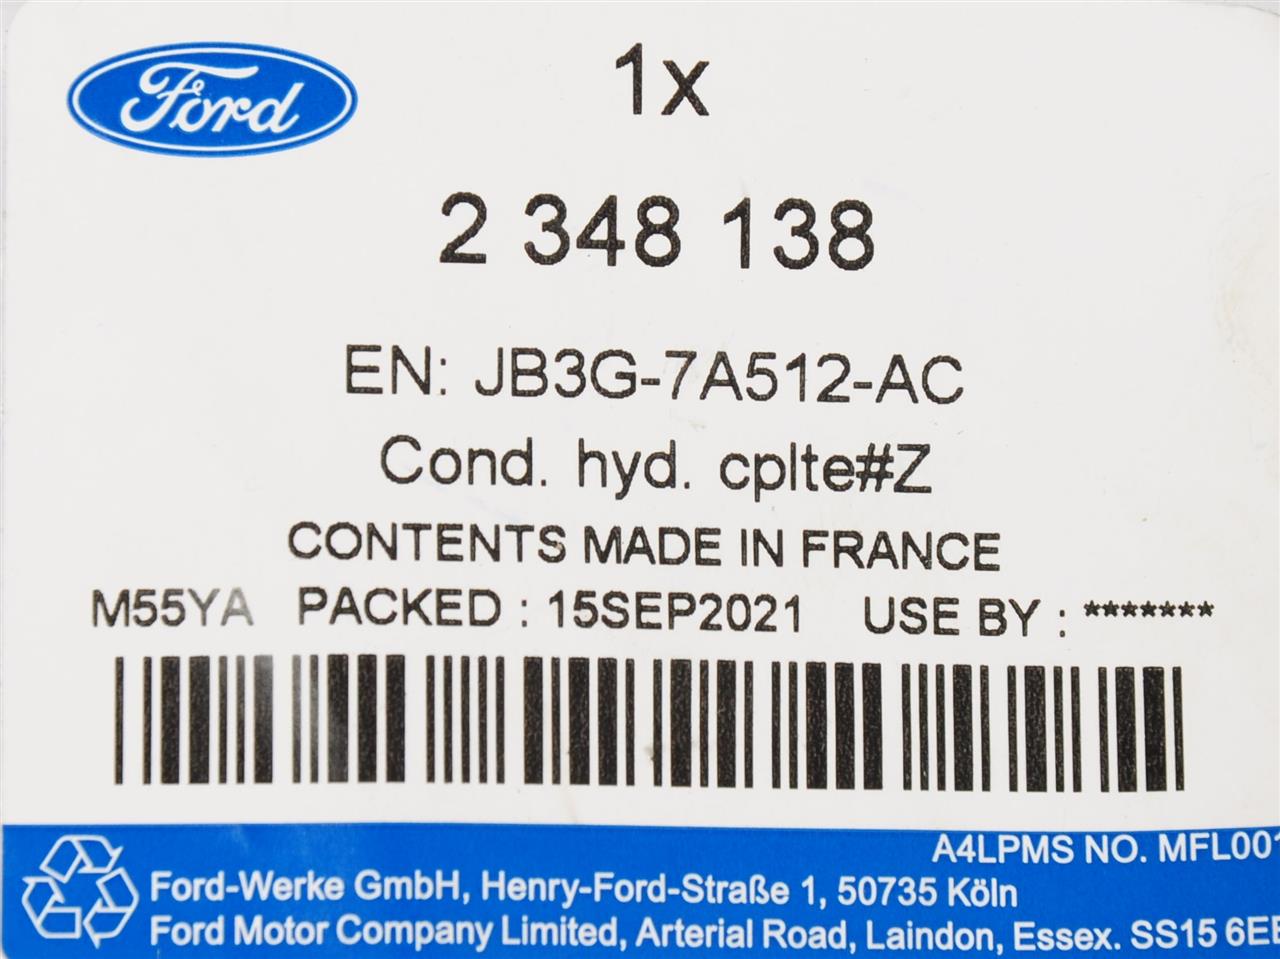 Ford
1x
2 348 138
EN: JB3G-7A512-AC
Cond. hyd. cplte#Z
CONTENTS MADE IN FRANCE
M55YA PACKED : 15SEP2021 USE BY : *******
A4LPMS NO. MFL001
Ford-Werke GmbH, Henry-Ford-Straße 1, 50735 Köln
Ford Motor Company Limited, Arterial Road, Laindon, Essex. SS15 6EE